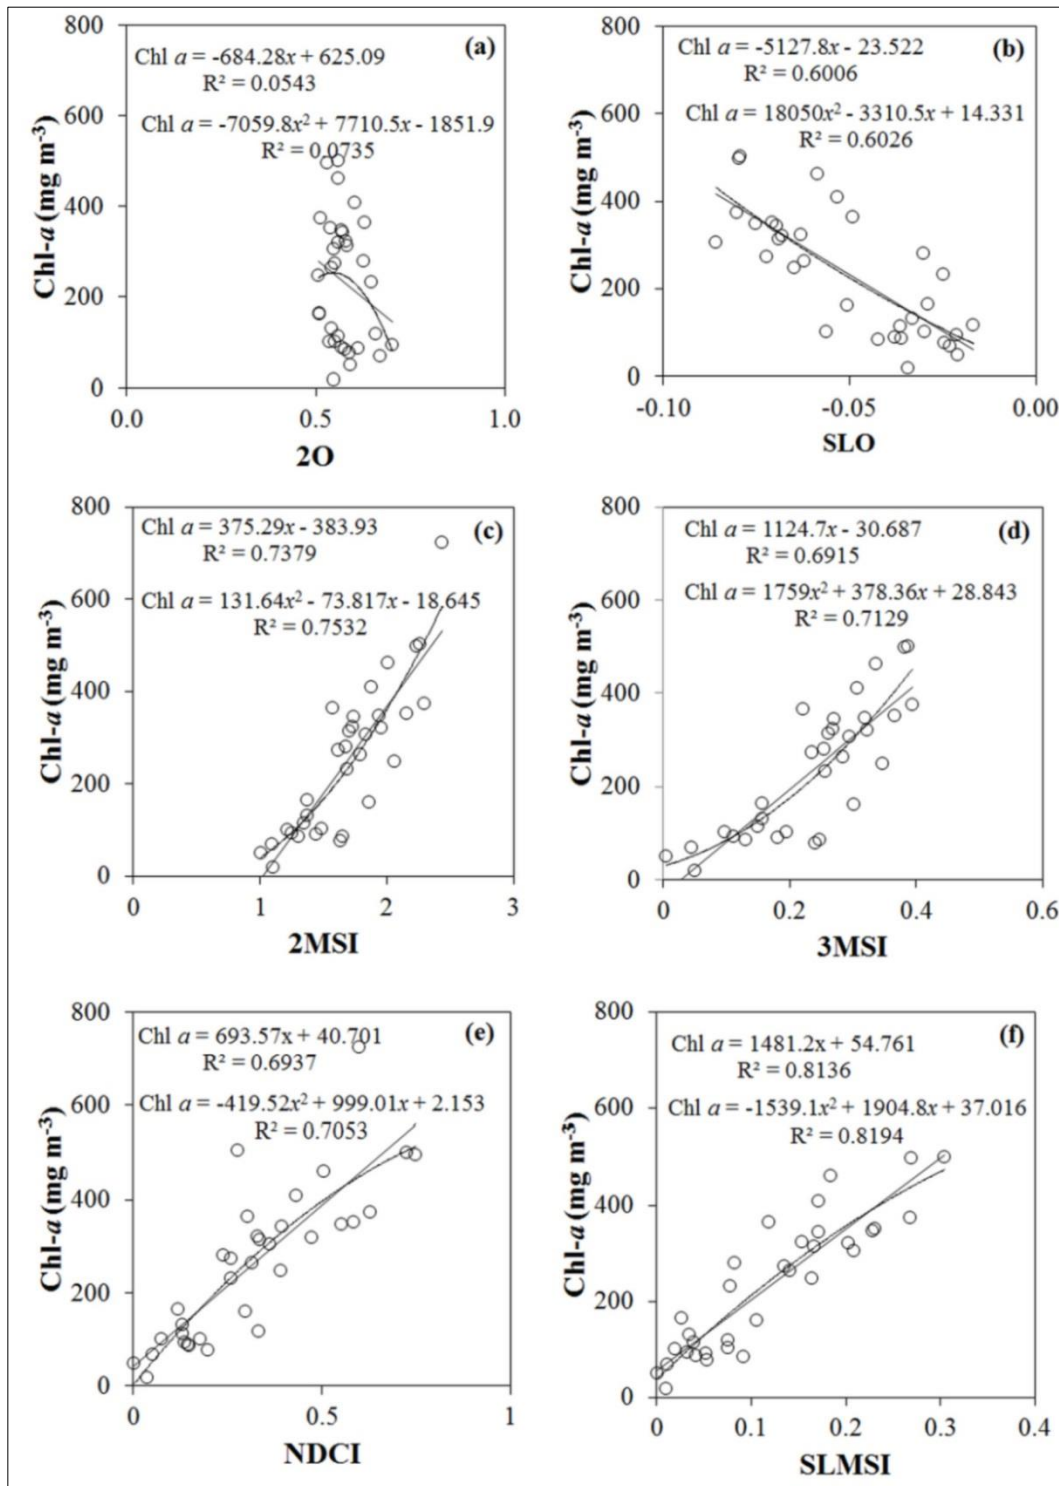 (a)
Chl a = -684.28x + 625.09
R² = 0.0543
Chl a = -7059.8x² + 7710.5x - 1851.9
R² = 0.0735
800
600
400
200
0
0.0 0.5 1.0
Chl-a (mg m⁻³)
2O
(b)
Chl a = -5127.8x - 23.522
R² = 0.6006
Chl a = 18050x² - 3310.5x + 14.331
R² = 0.6026
800
600
400
200
0
-0.10 -0.05 0.00
Chl-a (mg m⁻³)
SLO
(c)
Chl a = 375.29x - 383.93
R² = 0.7379
Chl a = 131.64x² - 73.817x - 18.645
R² = 0.7532
800
600
400
200
0
0 1 2 3
Chl-a (mg m⁻³)
2MSI
(d)
Chl a = 1124.7x - 30.687
R² = 0.6915
Chl a = 1759x² + 378.36x + 28.843
R² = 0.7129
800
600
400
200
0
0 0.2 0.4 0.6
Chl-a (mg m⁻³)
3MSI
(e)
Chl a = 693.57x + 40.701
R² = 0.6937
Chl a = -419.52x² + 999.01x + 2.153
R² = 0.7053
800
600
400
200
0
0 0.5 1
Chl-a (mg m⁻³)
NDCI
(f)
Chl a = 1481.2x + 54.761
R² = 0.8136
Chl a = -1539.1x² + 1904.8x + 37.016
R² = 0.8194
800
600
400
200
0
0 0.1 0.2 0.3 0.4
Chl-a (mg m⁻³)
SLMSI